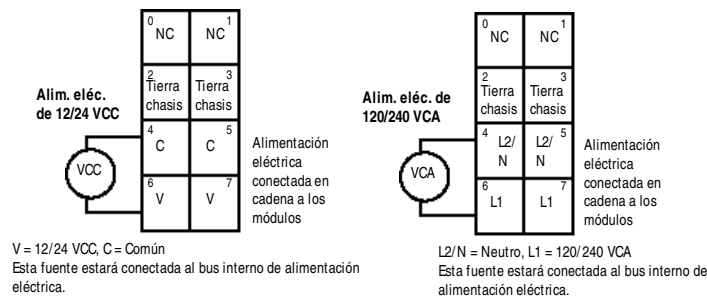 0 NC NC 1
2 Tierra chasis Tierra chasis 3
Alim. eléc.
de 12/24 VCC
4 C C 5
VCC
6 V V 7
Alimentación
eléctrica
conectada en
cadena a los
módulos
V = 12/24 VCC, C = Común
Esta fuente estará conectada al bus interno de alimentación
eléctrica.
0 NC NC 1
2 Tierra chasis Tierra chasis 3
Alim. eléc. de
120/240 VCA
4 L2/N L2/N 5
VCA
6 L1 L1 7
Alimentación
eléctrica
conectada en
cadena a los
módulos
L2/N = Neutro, L1 = 120/240 VCA
Esta fuente estará conectada al bus interno de
alimentación eléctrica.